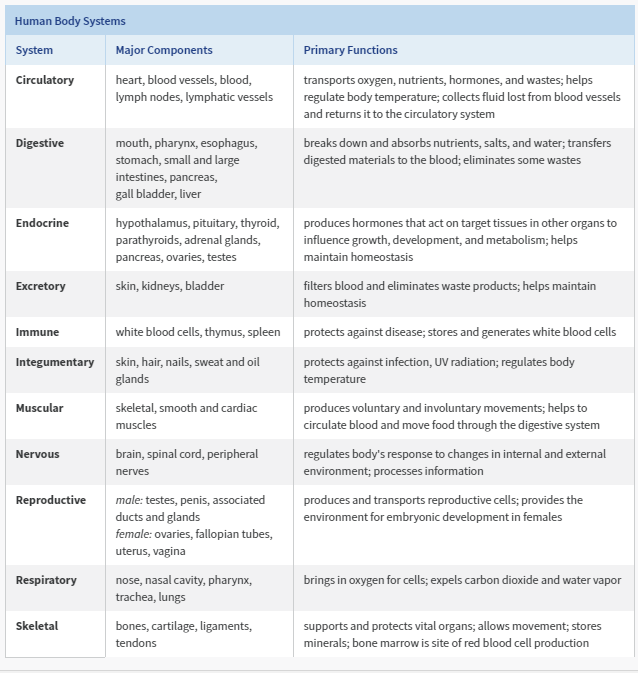 Human Body Systems
System Major Components Primary Functions
Circulatory heart, blood vessels, blood, transports oxygen, nutrients, hormones, and wastes; helps
lymph nodes, lymphatic vessels regulate body temperature; collects fluid lost from blood vessels
and returns it to the circulatory system
Digestive mouth, pharynx, esophagus, breaks down and absorbs nutrients, salts, and water; transfers
stomach, small and large digested materials to the blood; eliminates some wastes
intestines, pancreas,
gall bladder, liver
Endocrine hypothalamus, pituitary, thyroid, produces hormones that act on target tissues in other organs to
parathyroids, adrenal glands, influence growth, development, and metabolism; helps
pancreas, ovaries, testes maintain homeostasis
Excretory skin, kidneys, bladder filters blood and eliminates waste products; helps maintain
homeostasis
Immune white blood cells, thymus, spleen protects against disease; stores and generates white blood cells
Integumentary skin, hair, nails, sweat and oil protects against infection, UV radiation; regulates body
glands temperature
Muscular skeletal, smooth and cardiac produces voluntary and involuntary movements; helps to
muscles circulate blood and move food through the digestive system
Nervous brain, spinal cord, peripheral regulates body's response to changes in internal and external
nerves environment; processes information
Reproductive male: testes, penis, associated produces and transports reproductive cells; provides the
ducts and glands environment for embryonic development in females
female: ovaries, fallopian tubes,
uterus, vagina
Respiratory nose, nasal cavity, pharynx, brings in oxygen for cells; expels carbon dioxide and water vapor
trachea, lungs
Skeletal bones, cartilage, ligaments, supports and protects vital organs; allows movement; stores
tendons minerals; bone marrow is site of red blood cell production